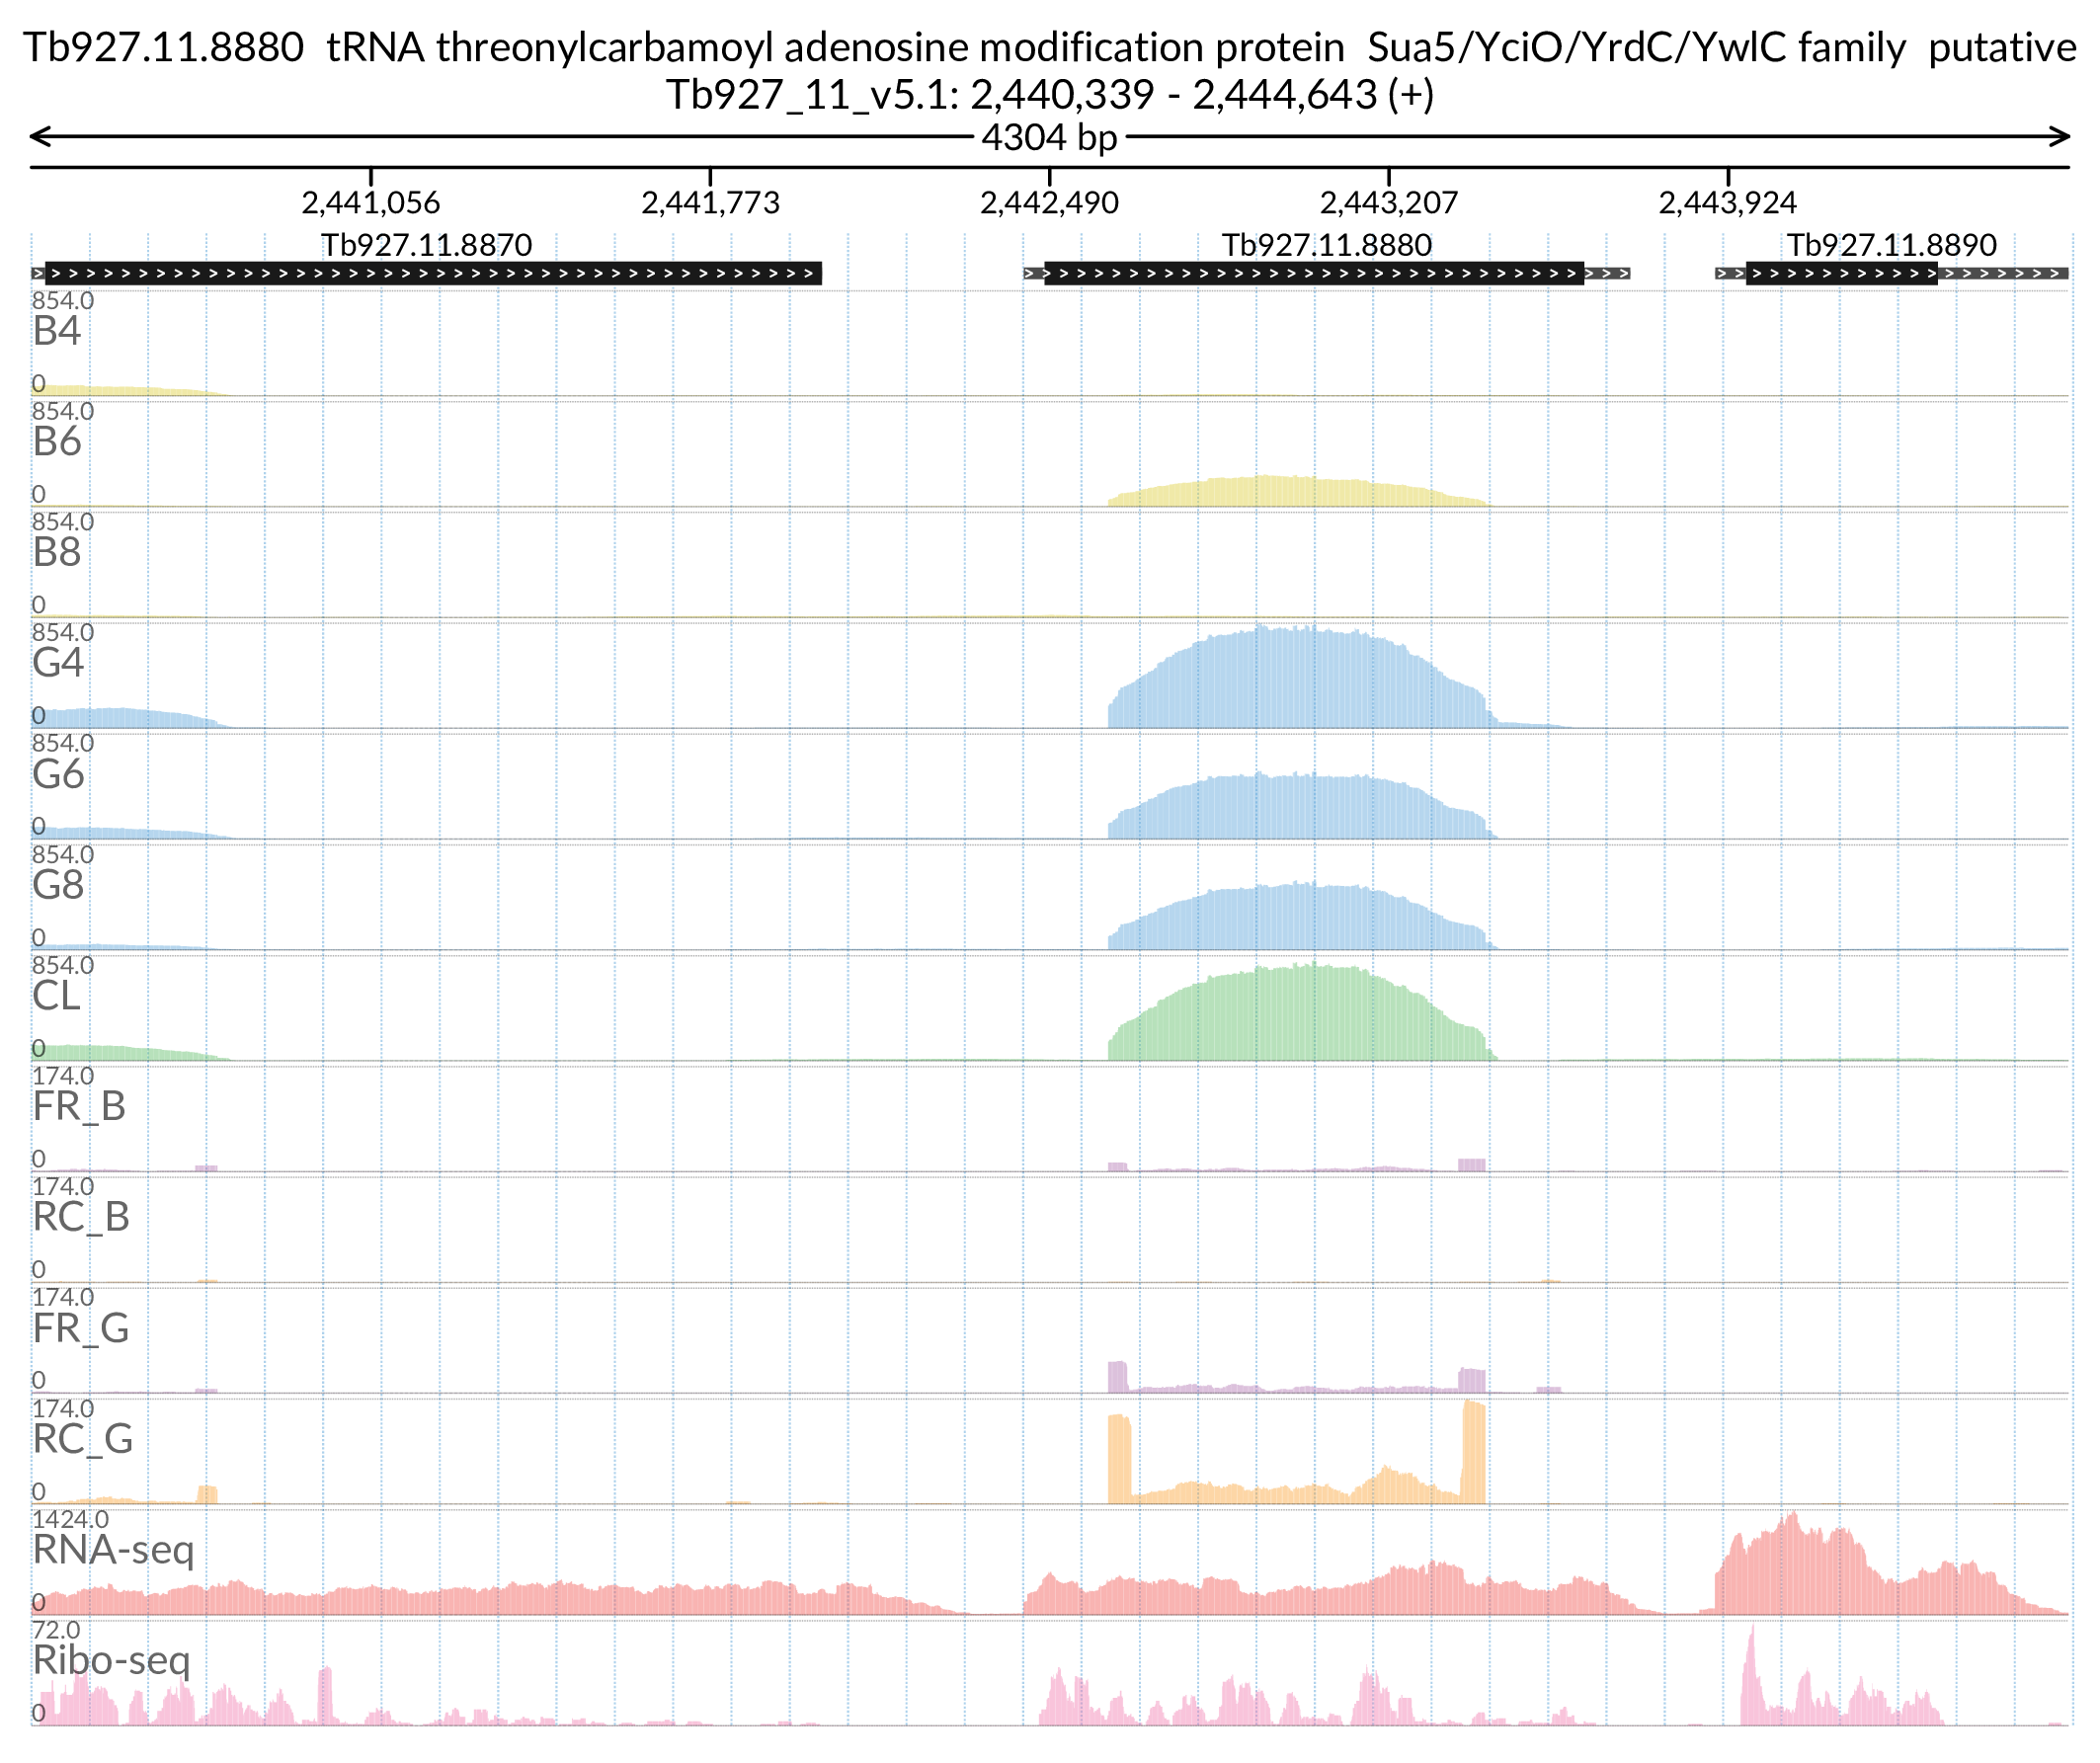 Tb927.11.8880 tRNA threonylcarbamoyl adenosine modification protein Sua5/YciO/YrdC/YwlC family putative
Tb927_11_v5.1: 2,440,339 - 2,444,643 (+)
4304 bp
2,441,056 2,441,773 2,442,490 2,443,207 2,443,924
Tb927.11.8870 Tb927.11.8880 Tb927.11.8890
854.0
B4
0
854.0
B6
0
854.0
B8
0
854.0
G4
0
854.0
G6
0
854.0
G8
0
854.0
CL
0
174.0
FR_B
0
174.0
RC_B
0
174.0
FR_G
0
174.0
RC_G
0
1424.0
RNA-seq
0
72.0
Ribo-seq
0